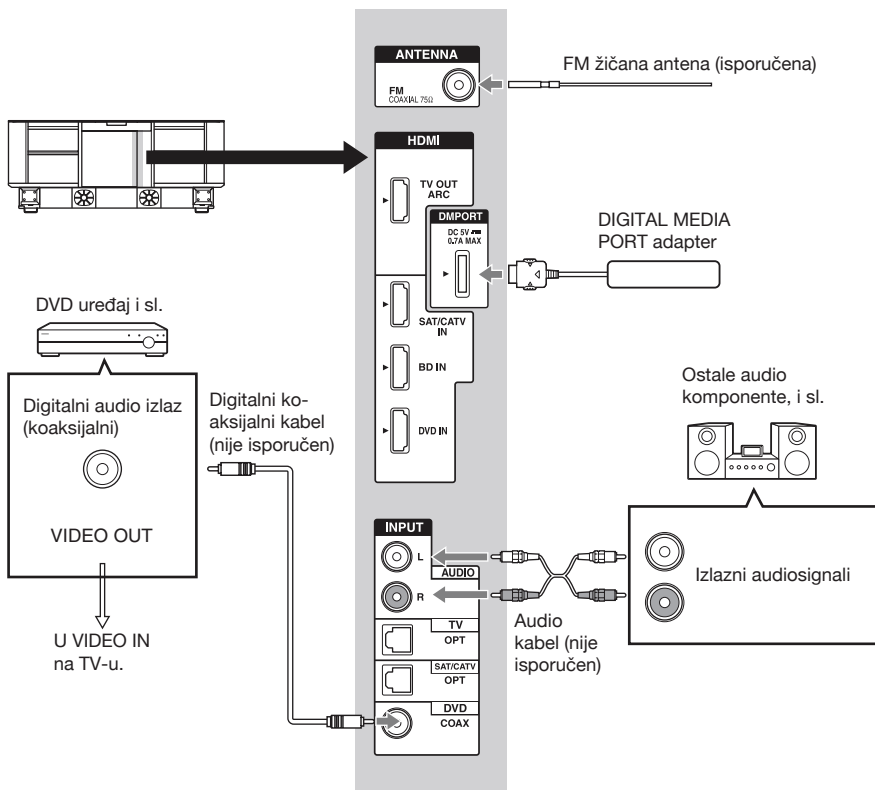 ANTENNA
FM
COAXIAL 75Ω
FM žičana antena (isporučena)
HDMI
TV OUT
ARC
DMPORT
DC 5V
0.7A MAX
DIGITAL MEDIA
PORT adapter
SAT/CATV
IN
BD IN
DVD IN
DVD uređaj i sl.
Digitalni audio izlaz
(koaksijalni)
VIDEO OUT
U VIDEO IN
na TV-u.
Digitalni ko-
aksijalni kabel
(nije isporučen)
Ostale audio
komponente, i sl.
INPUT
L
AUDIO
R
TV
OPT
SAT/CATV
OPT
DVD
COAX
Audio
kabel (nije
isporučen)
Izlazni audiosignali